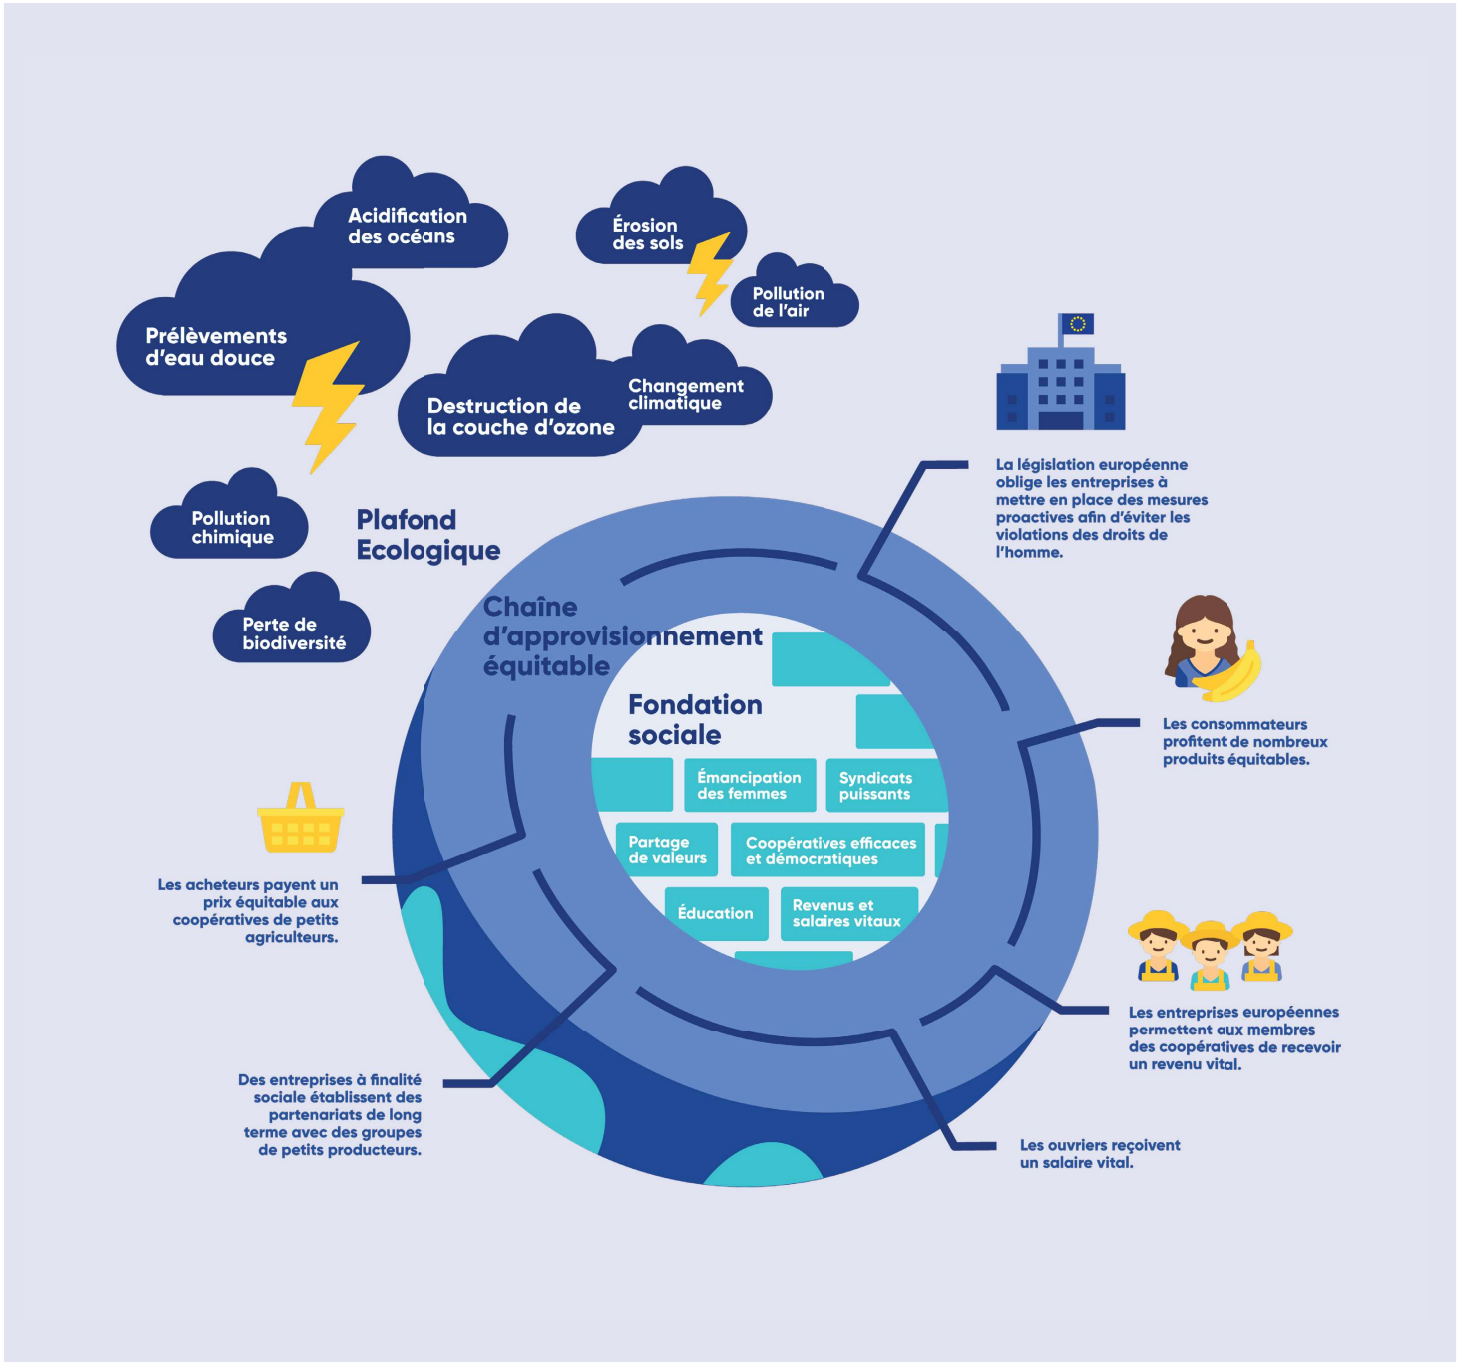 Acidification
des océans
Érosion
des sols
Pollution
de l'air
Prélèvements
d'eau douce
Changement
climatique
Destruction de
la couche d'ozone
Pollution
chimique
Plafond
Ecologique
Perte de
biodiversité
La législation européenne
oblige les entreprises à
mettre en place des mesures
proactives afin d'éviter les
violations des droits de
l'homme.
Chaîne
d'approvisionnement
équitable
Fondation
sociale
Émancipation
des femmes
Syndicats
puissants
Partage
de valeurs
Coopératives efficaces
et démocratiques
Éducation
Revenus et
salaires vitaux
Les consommateurs
profitent de nombreux
produits équitables.
Les acheteurs payent un
prix équitable aux
coopératives de petits
agriculteurs.
Les entreprises européennes
permettent aux membres
des coopératives de recevoir
un revenu vital.
Des entreprises à finalité
sociale établissent des
partenariats de long
terme avec des groupes
de petits producteurs.
Les ouvriers reçoivent
un salaire vital.